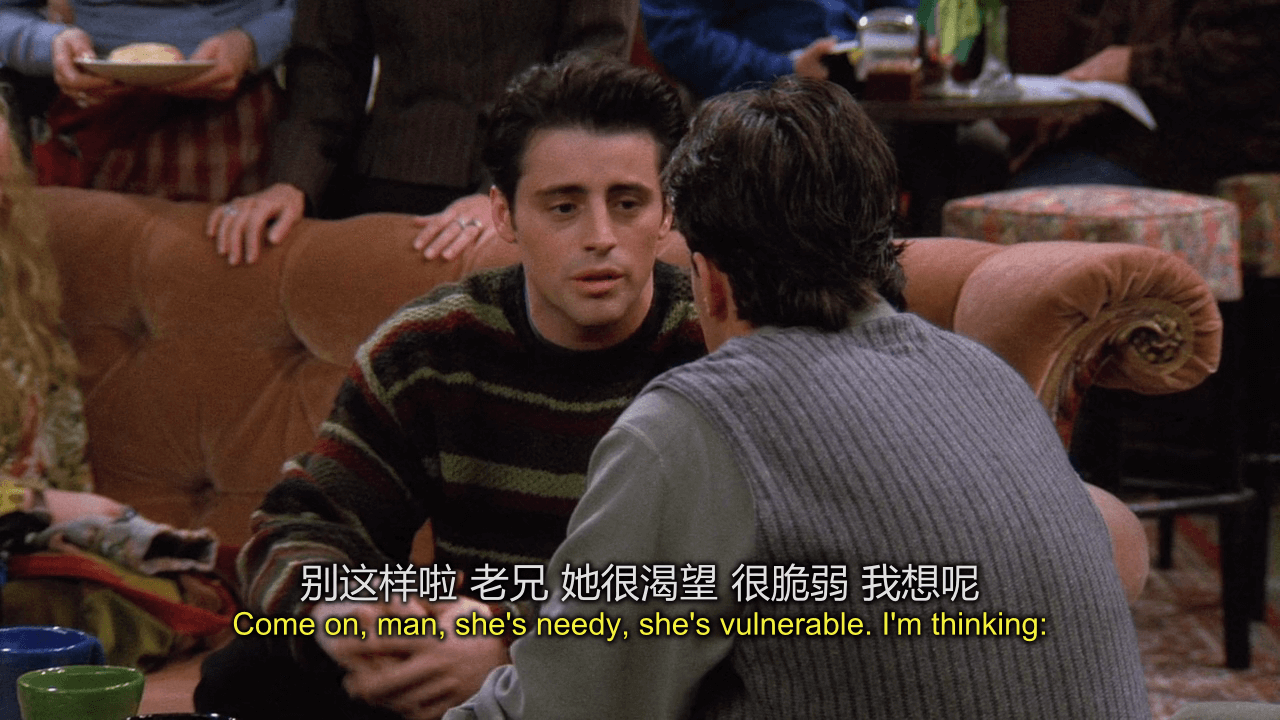 别这样啦 老兄 她很渴望 很脆弱 我想呢
Come on, man, she's needy, she's vulnerable. I'm thinking: